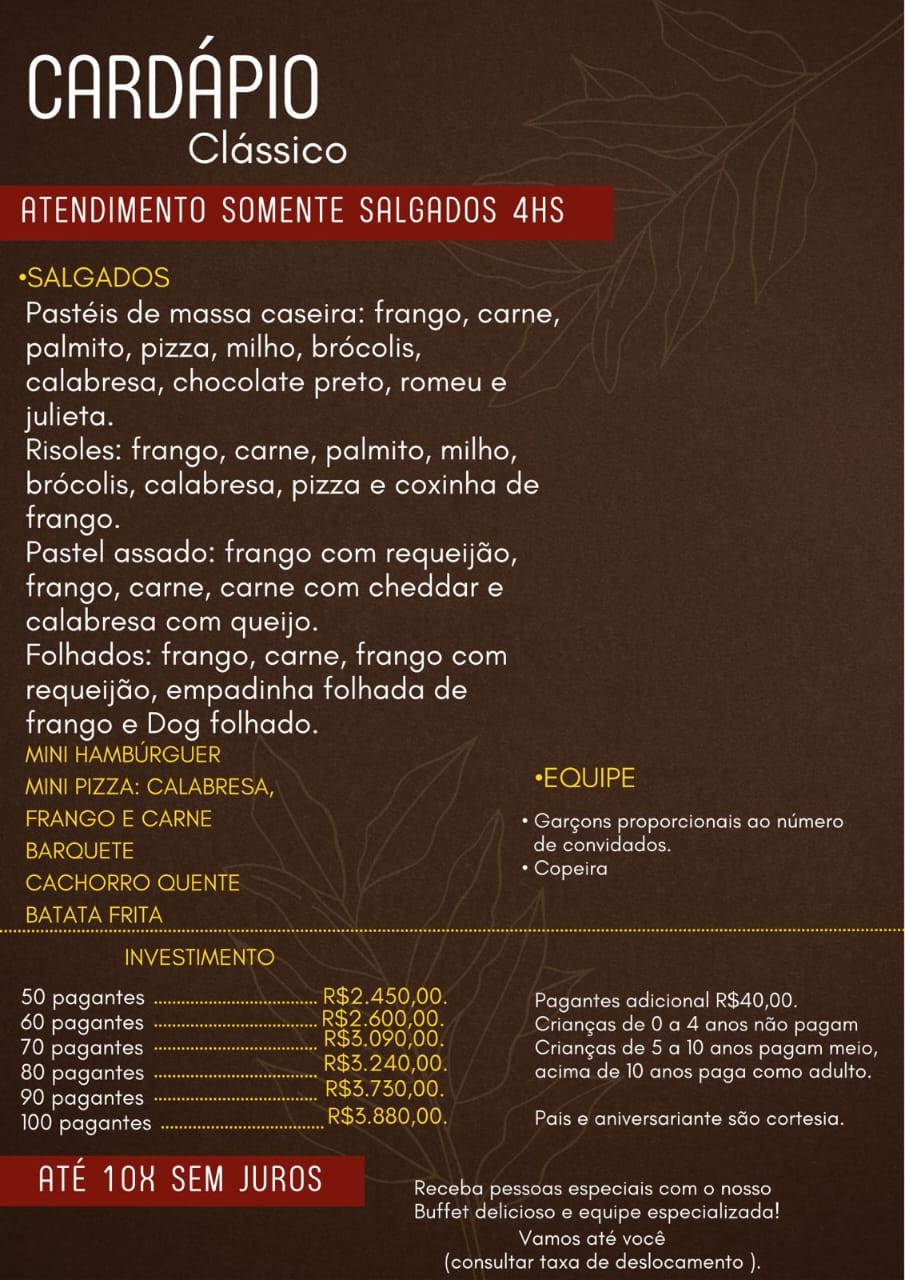 CARDÁPIO
Clássico
ATENDIMENTO SOMENTE SALGADOS 4HS
•SALGADOS
Pastéis de massa caseira: frango, carne,
palmito, pizza, milho, brócolis,
calabresa, chocolate preto, romeu e
julieta.
Risoles: frango, carne, palmito, milho,
brócolis, calabresa, pizza e coxinha de
frango.
Pastel assado: frango com requeijão,
frango, carne, carne com cheddar e
calabresa com queijo.
Folhados: frango, carne, frango com
requeijão, empadinha folhada de
frango e Dog folhado.
MINI HAMBÚRGUER
MINI PIZZA: CALABRESA,
FRANGO E CARNE
BARQUETE
CACHORRO QUENTE
BATATA FRITA
•EQUIPE
• Garçons proporcionais ao número
de convidados.
• Copeira
INVESTIMENTO
50 pagantes ................................. R$2.450,00.
60 pagantes ................................. R$2.600,00.
70 pagantes ................................. R$3.090,00.
80 pagantes ................................. R$3.240,00.
90 pagantes ................................. R$3.730,00.
100 pagantes ................................. R$3.880,00.
Pagantes adicional R$40,00.
Crianças de 0 a 4 anos não pagam
Crianças de 5 a 10 anos pagam meio,
acima de 10 anos paga como adulto.
Pais e aniversariante são cortesia.
ATÉ 10X SEM JUROS
Receba pessoas especiais com o nosso
Buffet delicioso e equipe especializada!
Vamos até você
(consultar taxa de deslocamento ).